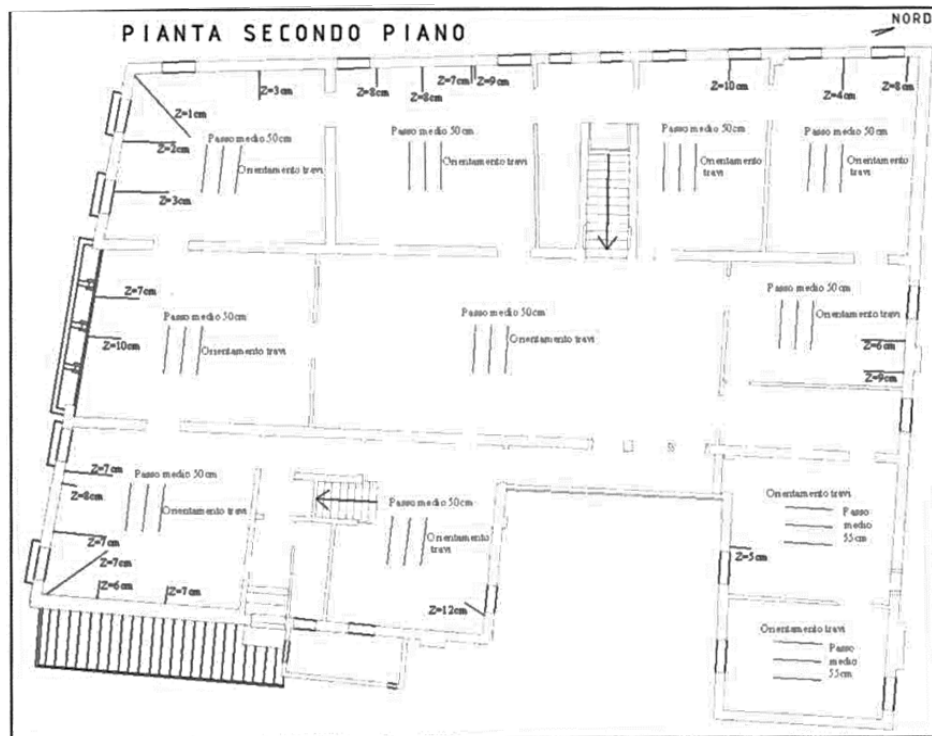 NORD
PIANTA SECONDO PIANO
Z=3cm
Z=8cm
Z=8cm
Z=7cm
Z=9cm
Z=10cm
Z=4cm
Z=8cm
Z=1cm
Z=2cm
Z=3cm
Passo medio 50cm
Orientamento travi
Passo medio 50cm
Orientamento
travi
Passo medio 50cm
Orientamento
travi
Passo medio 50cm
Orientamento
travi
Z=7cm
Z=10cm
Passo medio 50cm
Orientamento travi
Passo medio 50cm
Orientamento travi
Passo medio 50cm
Orientamento travi
Z=6cm
Z=9cm
Z=7cm
Z=8cm
Z=7cm
Z=7cm
Z=6cm
Z=7cm
Passo medio 50cm
Orientamento travi
Passo medio 50cm
Orientamento
travi
Z=12cm
Orientamento travi
Passo
medio
55cm
Z=5cm
Orientamento travi
Passo
medio
55cm